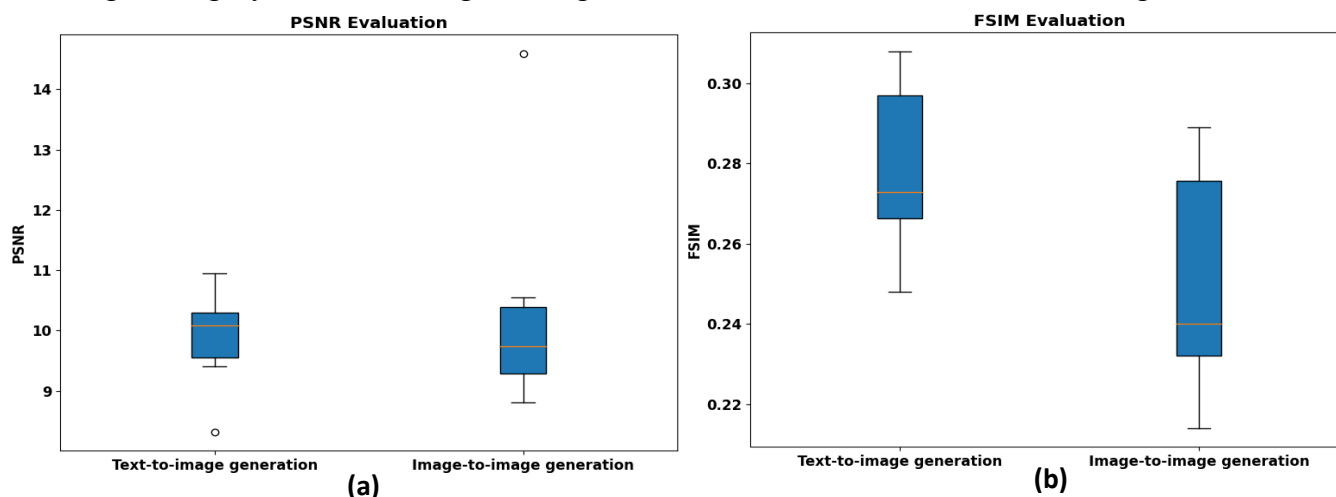 PSNR Evaluation
14
13
12
11
10
9
PSNR
Text-to-image generation
Image-to-image generation
(a)
FSIM Evaluation
0.30
0.28
0.26
0.24
0.22
FSIM
Text-to-image generation
Image-to-image generation
(b)